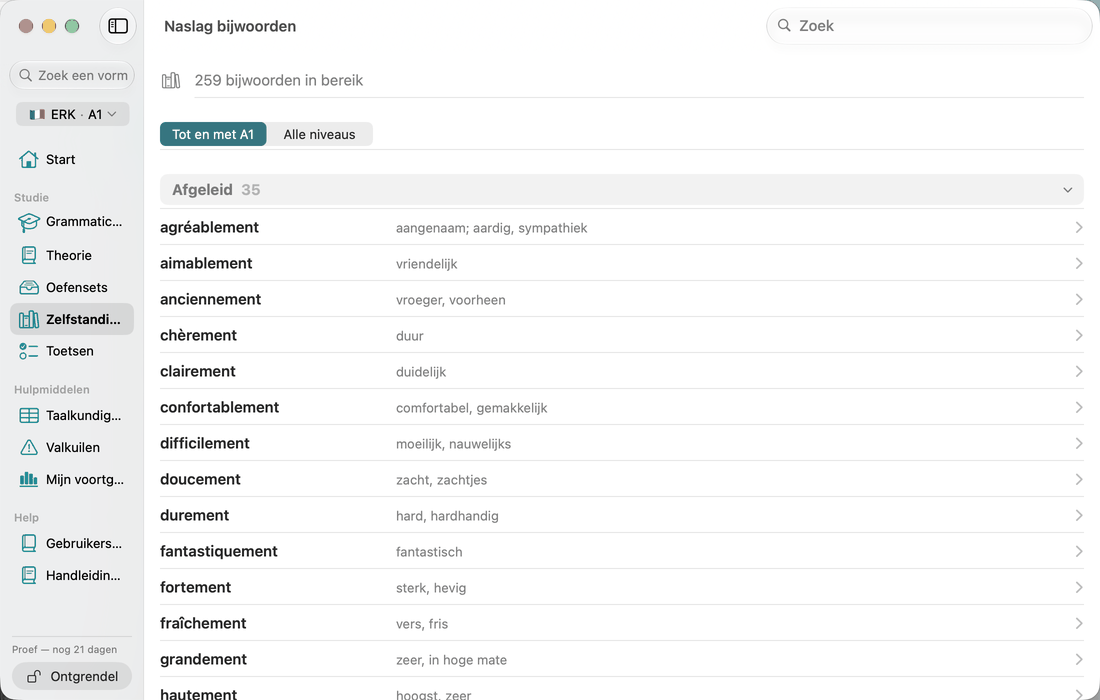 Naslag bijwoorden
Zoek
Zoek een vorm
ERK · A1
Start
Studie
Grammatic...
Theorie
Oefensets
Zelfstandi...
Toetsen
Hulpmiddelen
Taalkundig...
Valkuilen
Mijn voortg...
Help
Gebruikers...
Handleidin...
Proef — nog 21 dagen
Ontgrendel
259 bijwoorden in bereik
Tot en met A1 Alle niveaus
Afgeleid 35
agréablement aangenaam; aardig, sympathiek
aimablement vriendelijk
anciennement vroeger, voorheen
chèrement duur
clairement duidelijk
confortablement comfortabel, gemakkelijk
difficilement moeilijk, nauwelijks
doucement zacht, zachtjes
durement hard, hardhandig
fantastiquement fantastisch
fortement sterk, hevig
fraîchement vers, fris
grandement zeer, in hoge mate
hautement hoogst, zeer